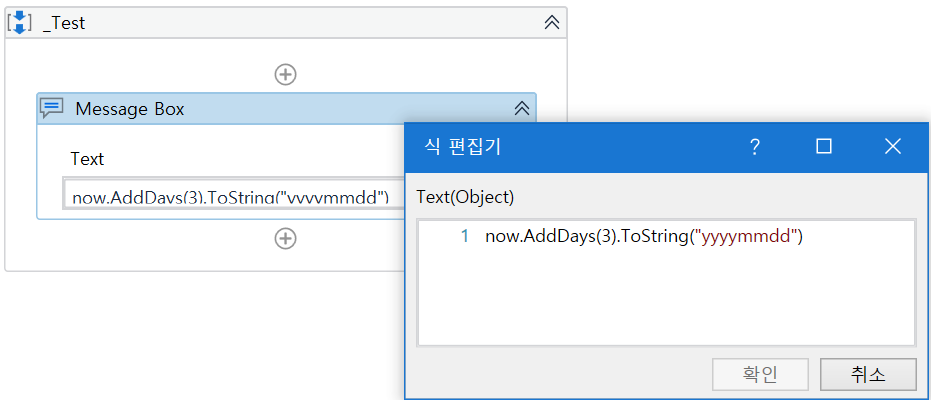 _Test
Message Box
Text
now.AddDays(3).ToString("yyyymmdd")
식 편집기
?
Text(Object)
1 now.AddDays(3).ToString("yyyymmdd")
확인 취소